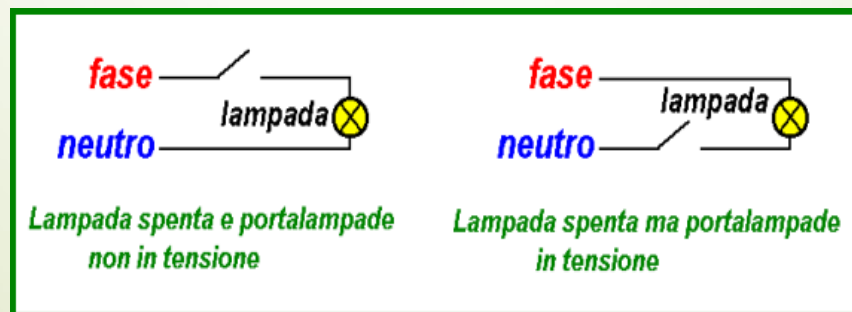 fase
lampada
neutro
Lampada spenta e portalampade
non in tensione
fase
lampada
neutro
Lampada spenta ma portalampade
in tensione